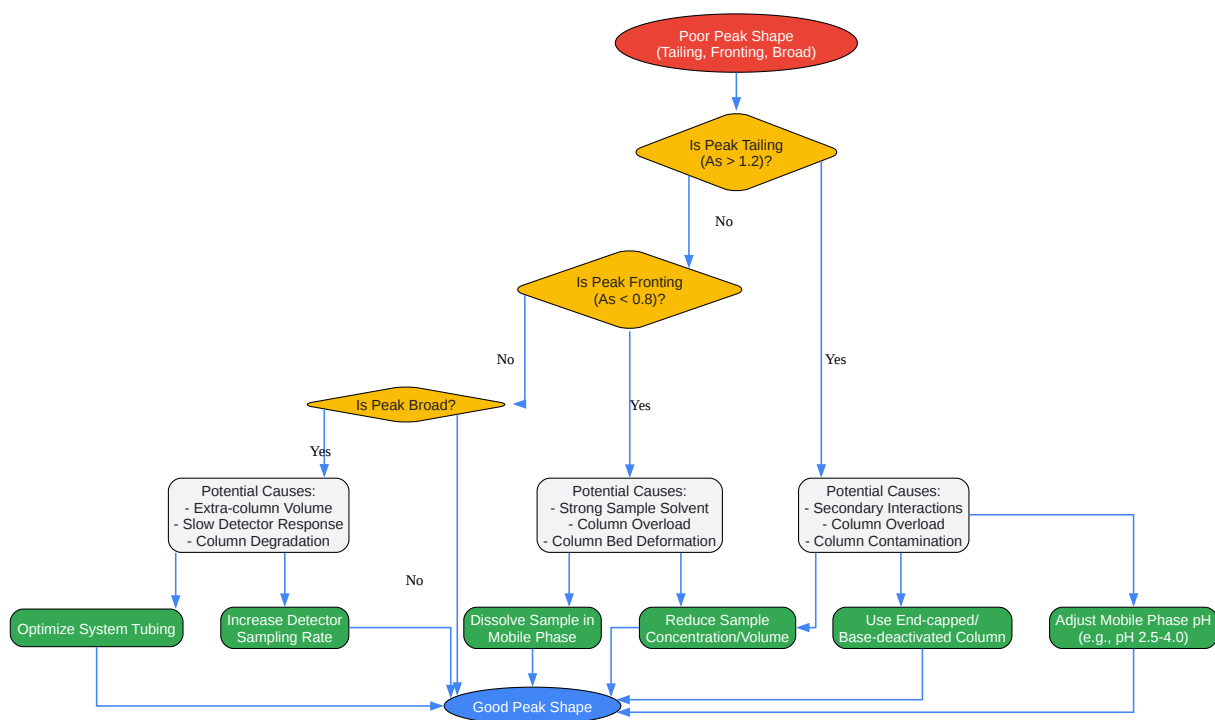 Poor Peak Shape
(Tailing, Fronting, Broad)
Is Peak Tailing
(As > 1.2)?
No
Is Peak Fronting
(As < 0.8)?
No
Yes
Is Peak Broad?
Yes
Yes
Potential Causes:
- Extra-column Volume
- Slow Detector Response
- Column Degradation
Potential Causes:
- Strong Sample Solvent
- Column Overload
- Column Bed Deformation
Potential Causes:
- Secondary Interactions
- Column Overload
- Column Contamination
No
Optimize System Tubing
Increase Detector
Sampling Rate
Dissolve Sample in
Mobile Phase
Reduce Sample
Concentration/Volume
Use End-capped/
Base-deactivated Column
Adjust Mobile Phase pH
(e.g., pH 2.5-4.0)
Good Peak Shape